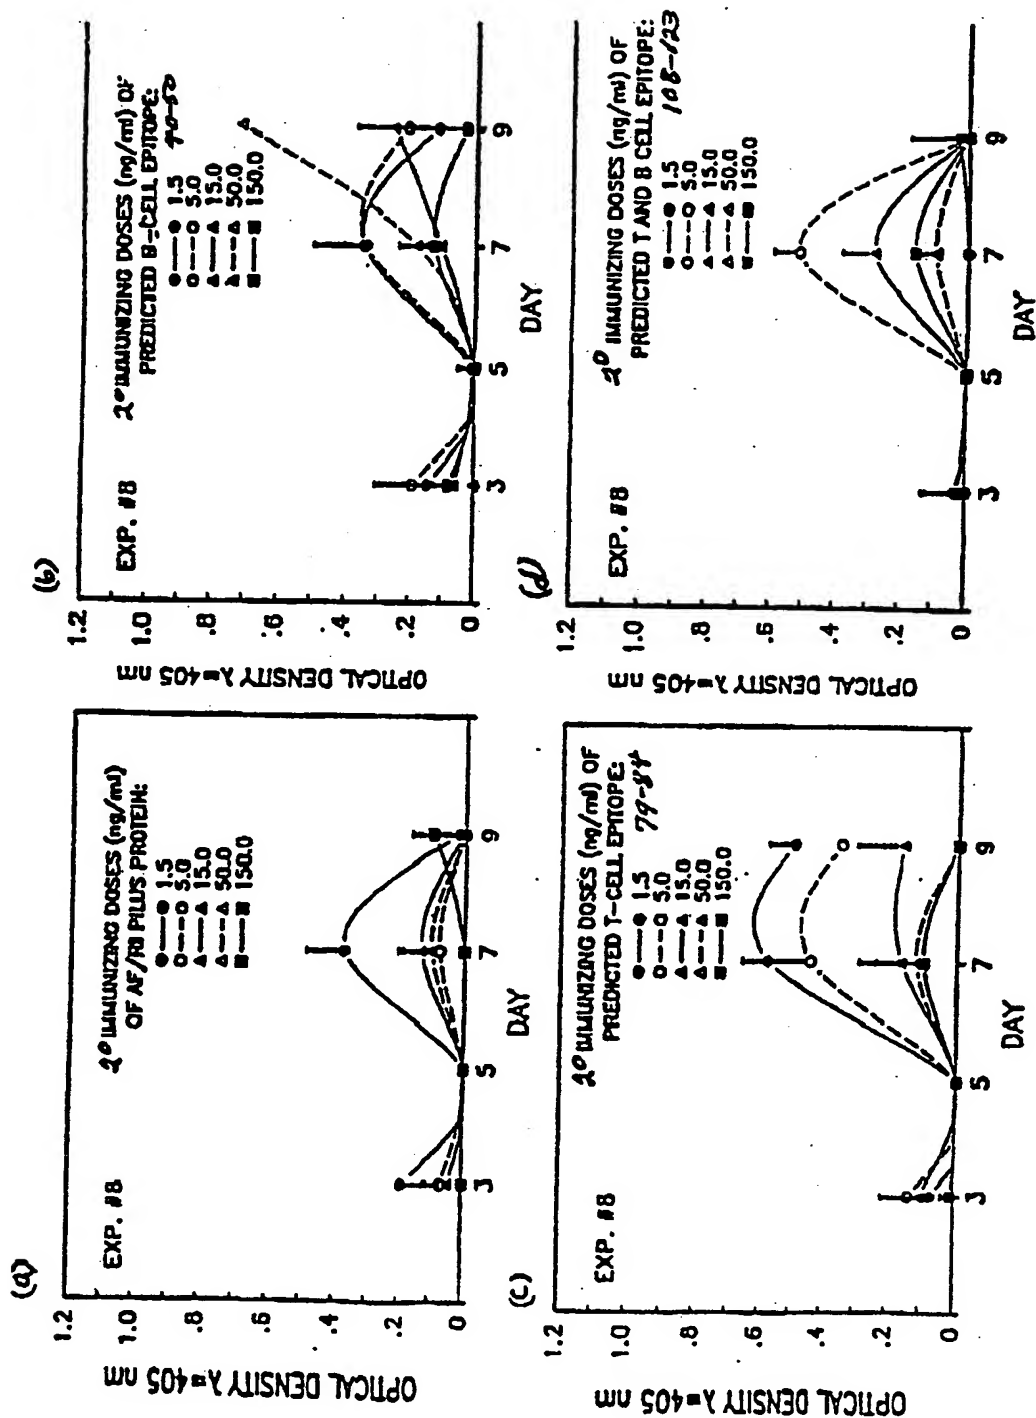 (a)
EXP. #8
2° IMMUNIZING DOSES (ng/ml)
OF AF/RI PILUS PROTEIN:
1.5
5.0
15.0
50.0
150.0
OPTICAL DENSITY λ=405 nm
1.2
1.0
.8
.6
.4
.2
0
3
5
7
9
DAY
(b)
EXP. #8
2° IMMUNIZING DOSES (ng/ml) OF
PREDICTED B-CELL EPITOPE:
40-50
1.5
5.0
15.0
50.0
150.0
OPTICAL DENSITY λ=405 nm
1.2
1.0
.8
.6
.4
.2
0
3
5
7
9
DAY
(c)
EXP. #8
2° IMMUNIZING DOSES (ng/ml) OF
PREDICTED T-CELL EPITOPE:
79-84
1.5
5.0
15.0
50.0
150.0
OPTICAL DENSITY λ=405 nm
1.2
1.0
.8
.6
.4
.2
0
3
5
7
9
DAY
(d)
EXP. #8
2° IMMUNIZING DOSES (ng/ml) OF
PREDICTED T AND B CELL EPITOPE:
108-123
1.5
5.0
15.0
50.0
150.0
OPTICAL DENSITY λ=405 nm
1.2
1.0
.8
.6
.4
.2
0
3
5
7
9
DAY